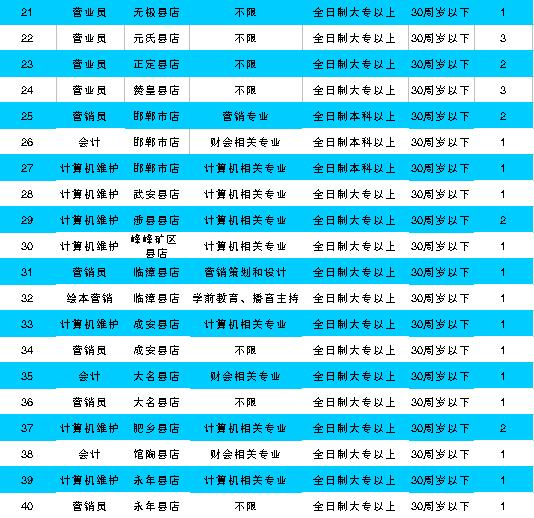 21 营业员 无极县店 不限 全日制大专以上 30周岁以下 1
22 营业员 元氏县店 不限 全日制大专以上 30周岁以下 3
23 营业员 正定县店 不限 全日制大专以上 30周岁以下 2
24 营业员 赞皇县店 不限 全日制大专以上 30周岁以下 3
25 营销员 邯郸市店 营销专业 全日制本科以上 30周岁以下 2
26 会计 邯郸市店 财会相关专业 全日制本科以上 30周岁以下 1
27 计算机维护 邯郸市店 计算机相关专业 全日制本科以上 30周岁以下 1
28 计算机维护 武安县店 计算机相关专业 全日制大专以上 30周岁以下 1
29 计算机维护 涉县县店 计算机相关专业 全日制大专以上 30周岁以下 2
30 计算机维护 峰峰矿区县店 计算机相关专业 全日制大专以上 30周岁以下 1
31 营销员 临漳县店 营销策划和设计 全日制大专以上 30周岁以下 1
32 绘本营销 临漳县店 学前教育、播音主持 全日制大专以上 30周岁以下 1
33 计算机维护 成安县店 计算机相关专业 全日制大专以上 30周岁以下 1
34 营销员 成安县店 不限 全日制大专以上 30周岁以下 1
35 会计 大名县店 财会相关专业 全日制大专以上 30周岁以下 1
36 营销员 大名县店 不限 全日制大专以上 30周岁以下 1
37 计算机维护 肥乡县店 计算机相关专业 全日制大专以上 30周岁以下 2
38 会计 馆陶县店 财会相关专业 全日制大专以上 30周岁以下 1
39 计算机维护 永年县店 计算机相关专业 全日制大专以上 30周岁以下 1
40 营销员 永年县店 不限 全日制大专以上 30周岁以下 1